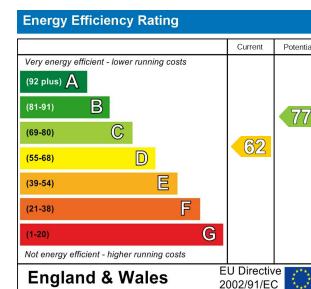 Energy Efficiency Rating
Current Potentia
Very energy efficient - lower running costs
(92 plus) A
(81-91) B
77
(69-80) C
62
(55-68) D
(39-54) E
(21-38) F
(1-20) G
Not energy efficient - higher running costs
England & Wales
EU Directive
2002/91/EC